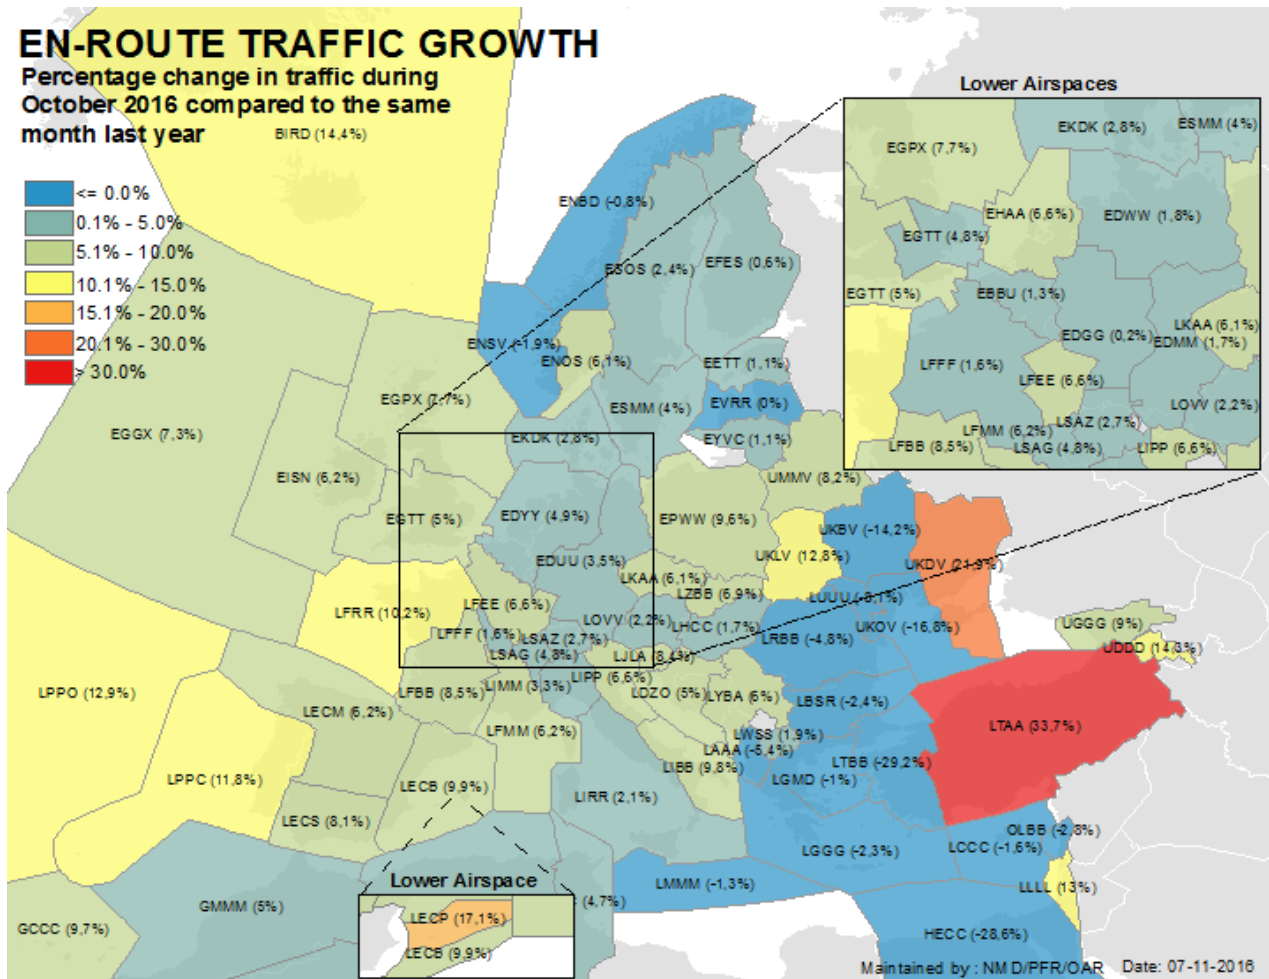 EN-ROUTE TRAFFIC GROWTH
Percentage change in traffic during
October 2016 compared to the same
month last year
<= 0.0%
0.1% - 5.0%
5.1% - 10.0%
10.1% - 15.0%
15.1% - 20.0%
20.1% - 30.0%
> 30.0%
BIRD (14,4%)
ENBD (-0,8%)
ESOS (2,4%)
EFES (0,6%)
ENSV (-1,9%)
ENOS (6,1%)
EETT (1,1%)
EGPX (7,7%)
ESMM (4%)
EVRR (0%)
EGGX (7,3%)
EKDK (2,8%)
EYVC (1,1%)
EISN (6,2%)
UMMV (8,2%)
EGTT (5%)
EDYY (4,9%)
EPWW (9,6%)
UKBV (-14,2%)
UKLV (12,8%)
EDUU (3,5%)
UKDV (21,9%)
LKAA (6,1%)
LZBB (6,9%)
LUUU (-8,1%)
LFRR (10,2%)
LFEE (6,6%)
LOVV (2,2%)
LHCC (1,7%)
UKOV (-16,8%)
UGGG (9%)
LFFF (1,6%)
LSAZ (2,7%)
LRBB (-4,8%)
UDDD (14,3%)
LSAG (4,8%)
LJLA (8,4%)
LPPO (12,9%)
LFBB (8,5%)
LIMM (3,3%)
LIPP (6,6%)
LDZO (5%)
LYBA (6%)
LBSR (-2,4%)
LECM (6,2%)
LTAA (33,7%)
LFMM (6,2%)
LWSS (1,9%)
LAAA (-5,4%)
LIBB (9,8%)
LTBB (-29,2%)
LPPC (11,8%)
LECB (9,9%)
LGMD (-1%)
LIRR (2,1%)
LECS (8,1%)
OLBB (-2,8%)
LCCC (-1,6%)
LGGG (-2,3%)
LMMM (-1,3%)
LLLL (13%)
GMMM (5%)
(4,7%)
GCCC (9,7%)
HECC (-28,6%)
Lower Airspace
LECP (17,1%)
LECB (9,9%)
Lower Airspaces
EKDK (2,8%)
ESMM (4%)
EGPX (7,7%)
EHAA (6,6%)
EDWW (1,8%)
EGTT (4,8%)
EGTT (5%)
EBBU (1,3%)
EDGG (0,2%)
LKAA (6,1%)
EDMM (1,7%)
LFFF (1,6%)
LFEE (6,6%)
LOVV (2,2%)
LSAZ (2,7%)
LFMM (6,2%)
LFBB (8,5%)
LSAG (4,8%)
LIPP (6,6%)
Maintained by : NMD/PFR/OAR Date: 07-11-2016